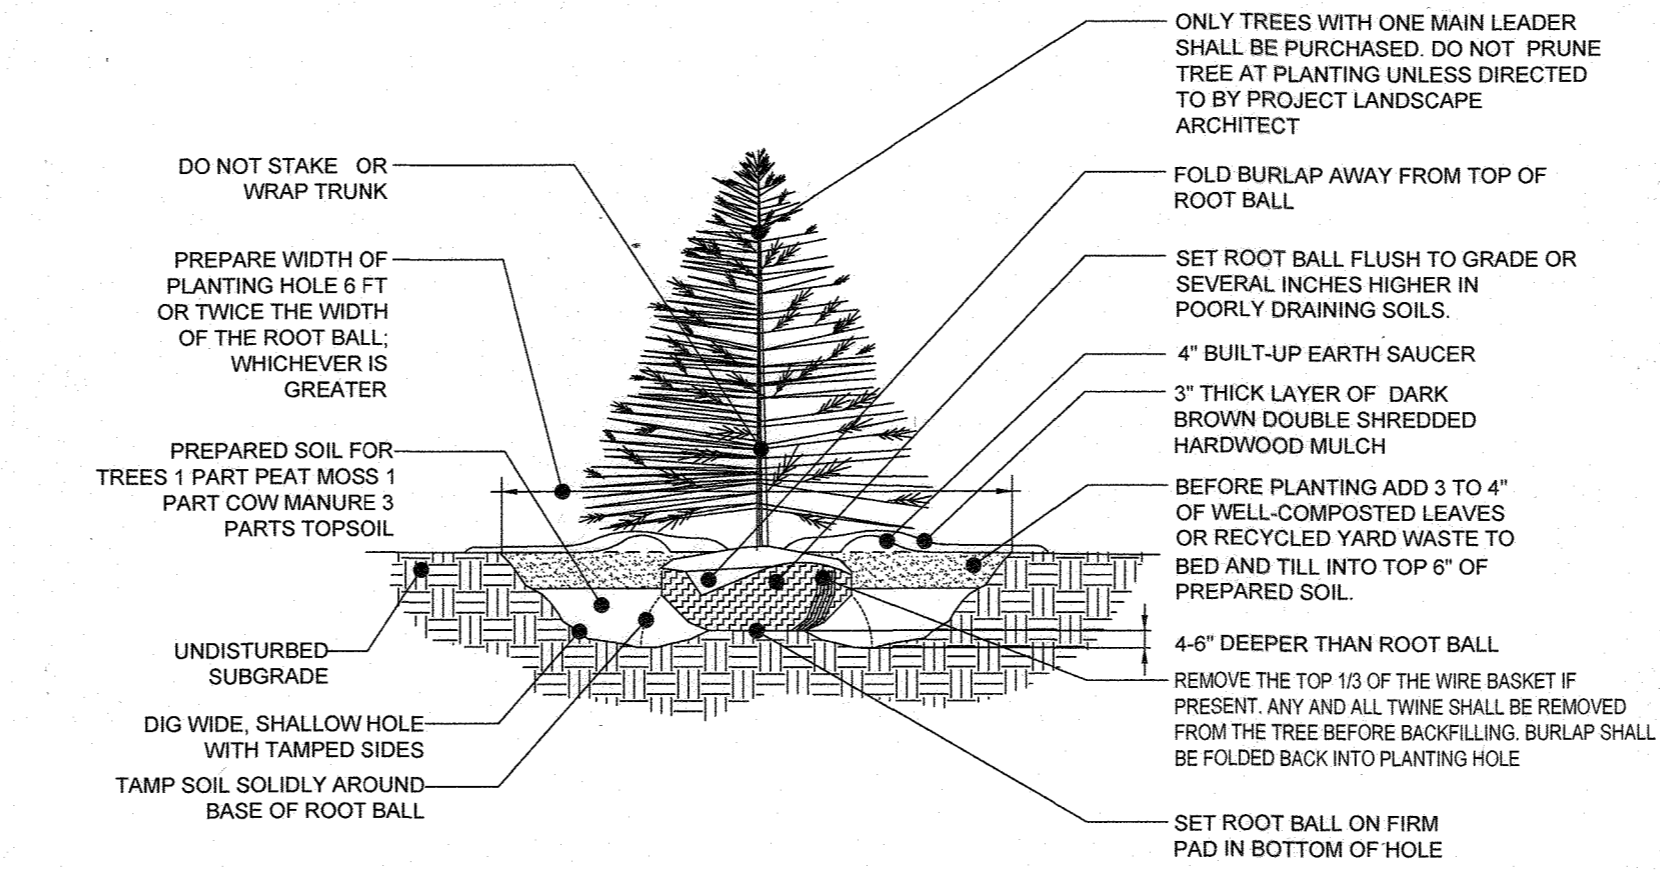 DO NOT STAKE OR
WRAP TRUNK
PREPARE WIDTH OF
PLANTING HOLE 6 FT
OR TWICE THE WIDTH
OF THE ROOT BALL;
WHICHEVER IS
GREATER
PREPARED SOIL FOR
TREES 1 PART PEAT MOSS 1
PART COW MANURE 3
PARTS TOPSOIL
UNDISTURBED
SUBGRADE
DIG WIDE, SHALLOW HOLE
WITH TAMPED SIDES
TAMP SOIL SOLIDLY AROUND
BASE OF ROOT BALL
ONLY TREES WITH ONE MAIN LEADER
SHALL BE PURCHASED. DO NOT PRUNE
TREE AT PLANTING UNLESS DIRECTED
TO BY PROJECT LANDSCAPE
ARCHITECT
FOLD BURLAP AWAY FROM TOP OF
ROOT BALL
SET ROOT BALL FLUSH TO GRADE OR
SEVERAL INCHES HIGHER IN
POORLY DRAINING SOILS.
4" BUILT-UP EARTH SAUCER
3" THICK LAYER OF DARK
BROWN DOUBLE SHREDDED
HARDWOOD MULCH
BEFORE PLANTING ADD 3 TO 4"
OF WELL-COMPOSTED LEAVES
OR RECYCLED YARD WASTE TO
BED AND TILL INTO TOP 6" OF
PREPARED SOIL.
4-6" DEEPER THAN ROOT BALL
REMOVE THE TOP 1/3 OF THE WIRE BASKET IF
PRESENT. ANY AND ALL TWINE SHALL BE REMOVED
FROM THE TREE BEFORE BACKFILLING. BURLAP SHALL
BE FOLDED BACK INTO PLANTING HOLE
SET ROOT BALL ON FIRM
PAD IN BOTTOM OF HOLE